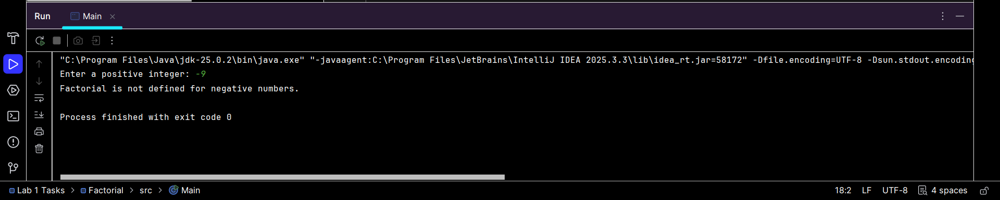 Run Main
"C:\Program Files\Java\jdk-25.0.2\bin\java.exe" "-javaagent:C:\Program Files\JetBrains\IntelliJ IDEA 2025.3.3\lib\idea_rt.jar=58172" -Dfile.encoding=UTF-8 -Dsun.stdout.encoding
Enter a positive integer: -9
Factorial is not defined for negative numbers.
Process finished with exit code 0
Lab 1 Tasks > Factorial > src > Main 18:2 LF UTF-8 4 spaces